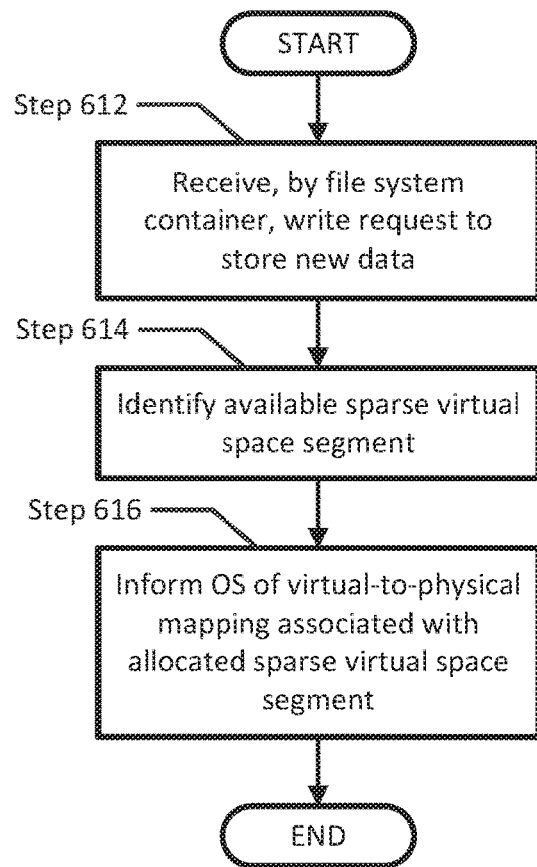 START
Step 612
Receive, by file system
container, write request to
store new data
Step 614
Identify available sparse virtual
space segment
Step 616
Inform OS of virtual-to-physical
mapping associated with
allocated sparse virtual space
segment
END